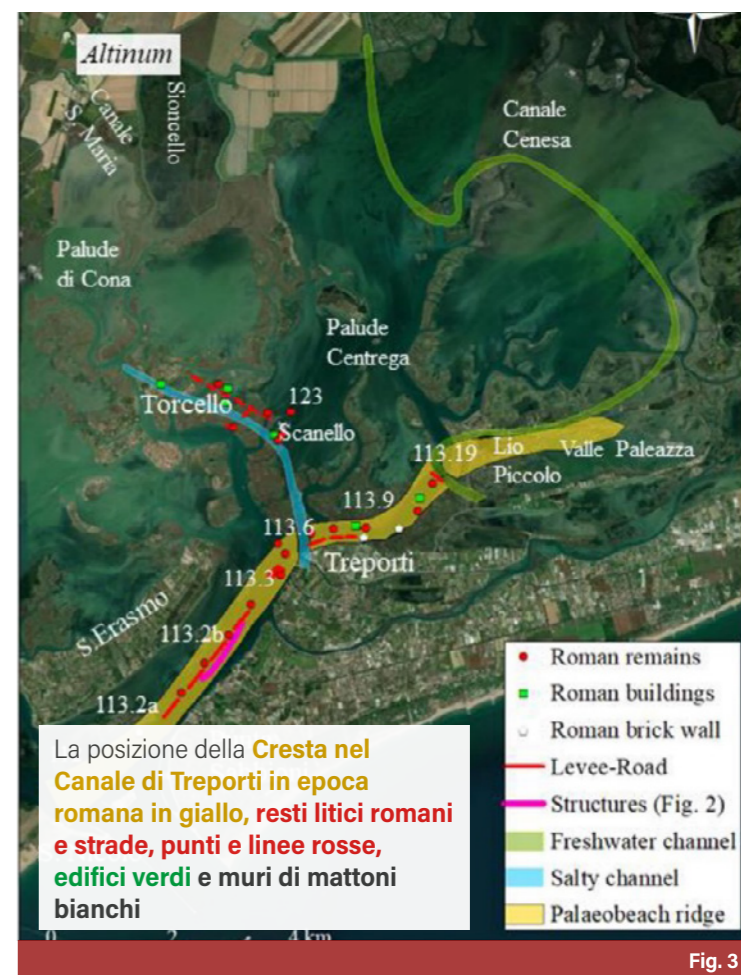 Altinum
Canale
S. Maria
Sioncello
Canale
Cenesa
Palude
di Cona
Palude
Centrega
Torcello
123
Scanello
113.19
Lio
Piccolo
Valle Paleazza
113.9
113.6
Treporti
113.3
S.Erasmo
113.2b
113.2a
Roman remains
Roman buildings
Roman brick wall
Levee-Road
Structures (Fig. 2)
Freshwater channel
Salty channel
Palaeobeach ridge
La posizione della Cresta nel
Canale di Treporti in epoca
romana in giallo, resti litici romani
e strade, punti e linee rosse,
edifici verdi e muri di mattoni
bianchi
0 2 4 km
Fig. 3